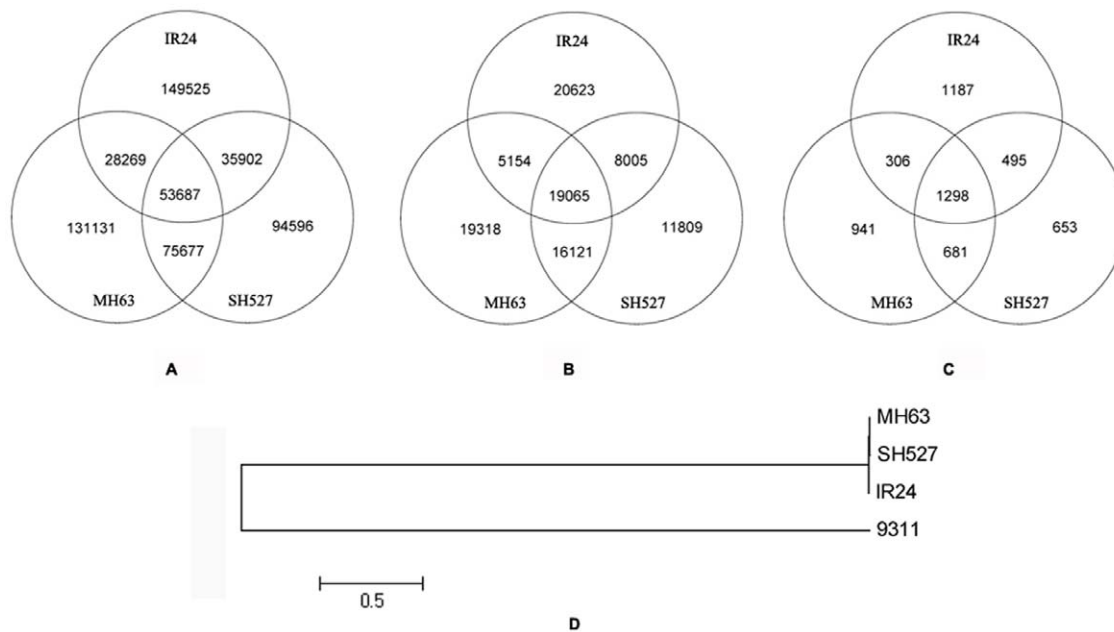 IR24
149525
28269
35902
53687
131131
94596
75677
MH63
SH527
A
IR24
20623
5154
8005
19065
19318
11809
16121
MH63
SH527
B
IR24
1187
306
495
1298
941
653
681
MH63
SH527
C
MH63
SH527
IR24
9311
0.5
D